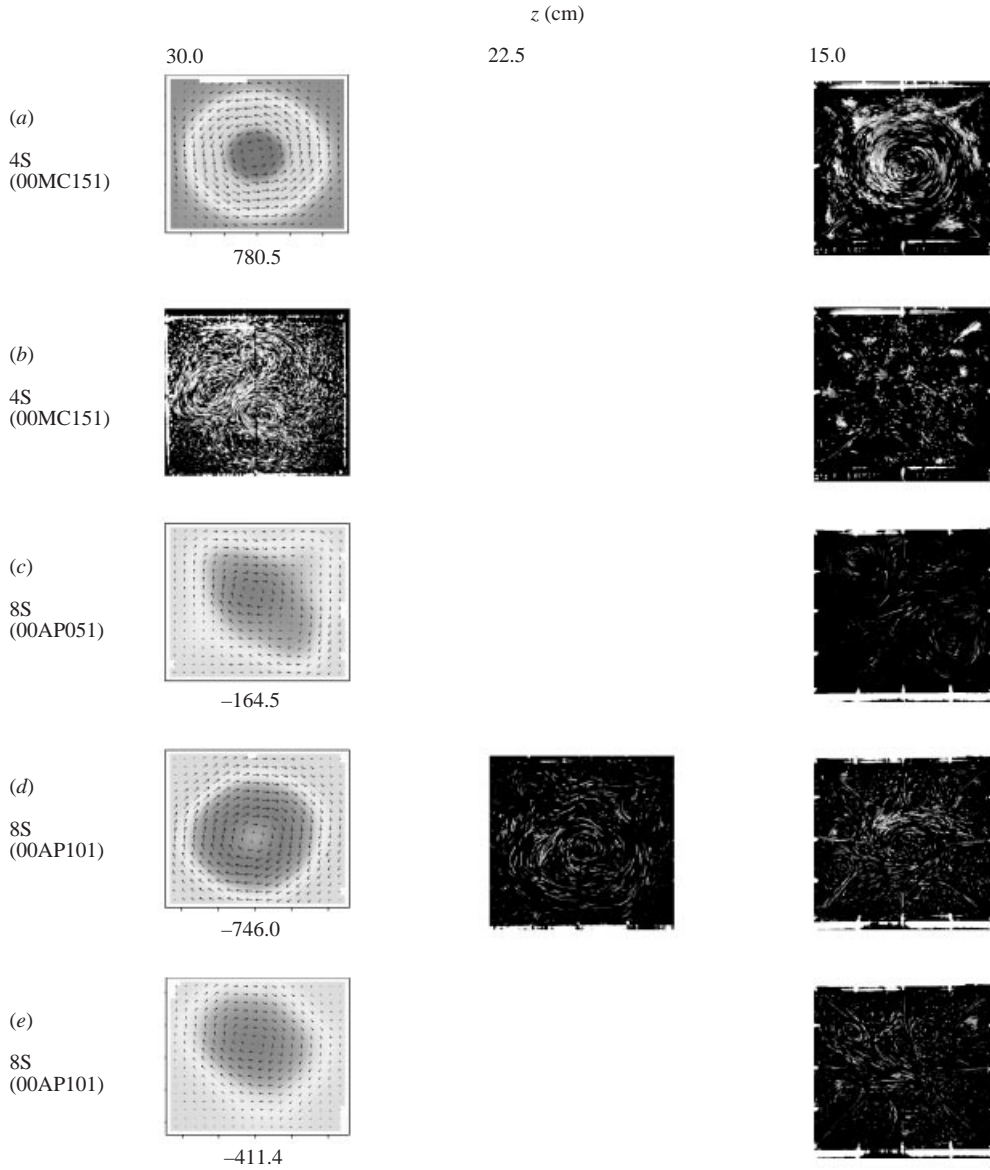 z (cm)
30.0 22.5 15.0
(a)
4S
(00MC151)
780.5
(b)
4S
(00MC151)
(c)
8S
(00AP051)
–164.5
(d)
8S
(00AP101)
–746.0
(e)
8S
(00AP101)
–411.4